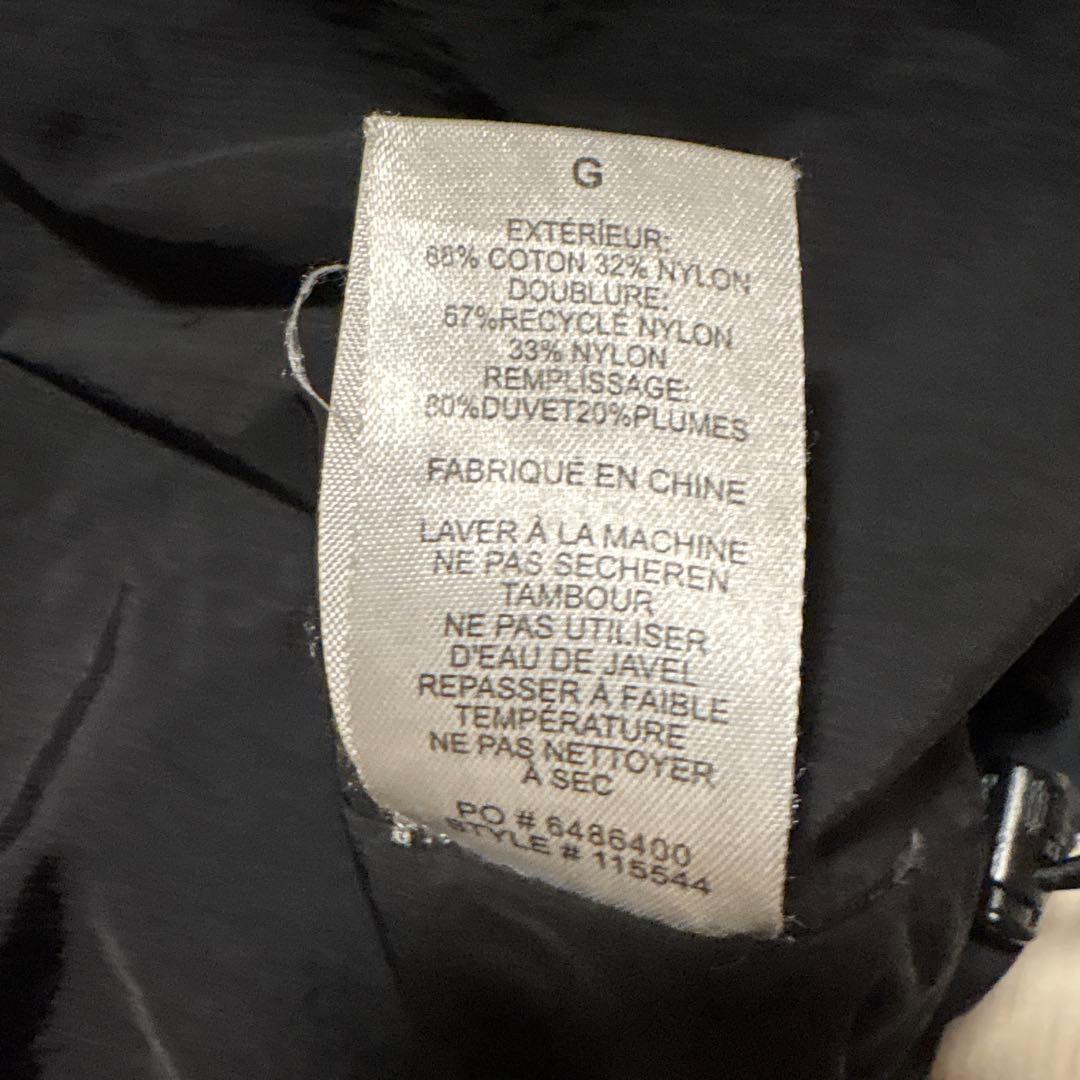 G
EXTÉRÍEUR:
68% COTON 32% NYLON
DOUBLURE:
67%RECYCLÉ NYLON
33% NYLON
REMPLISSAGE:
80%DUVET20%PLUMES
FABRIQUÉ EN CHINE
LAVER À LA MACHINE
NE PAS SECHEREN
TAMBOUR
NE PAS UTILISER
D'EAU DE JAVEL
REPASSER À FAIBLE
TEMPÉRATURE
NE PAS NETTOYER
À SEC
PO # 6486400
STYLE # 115544